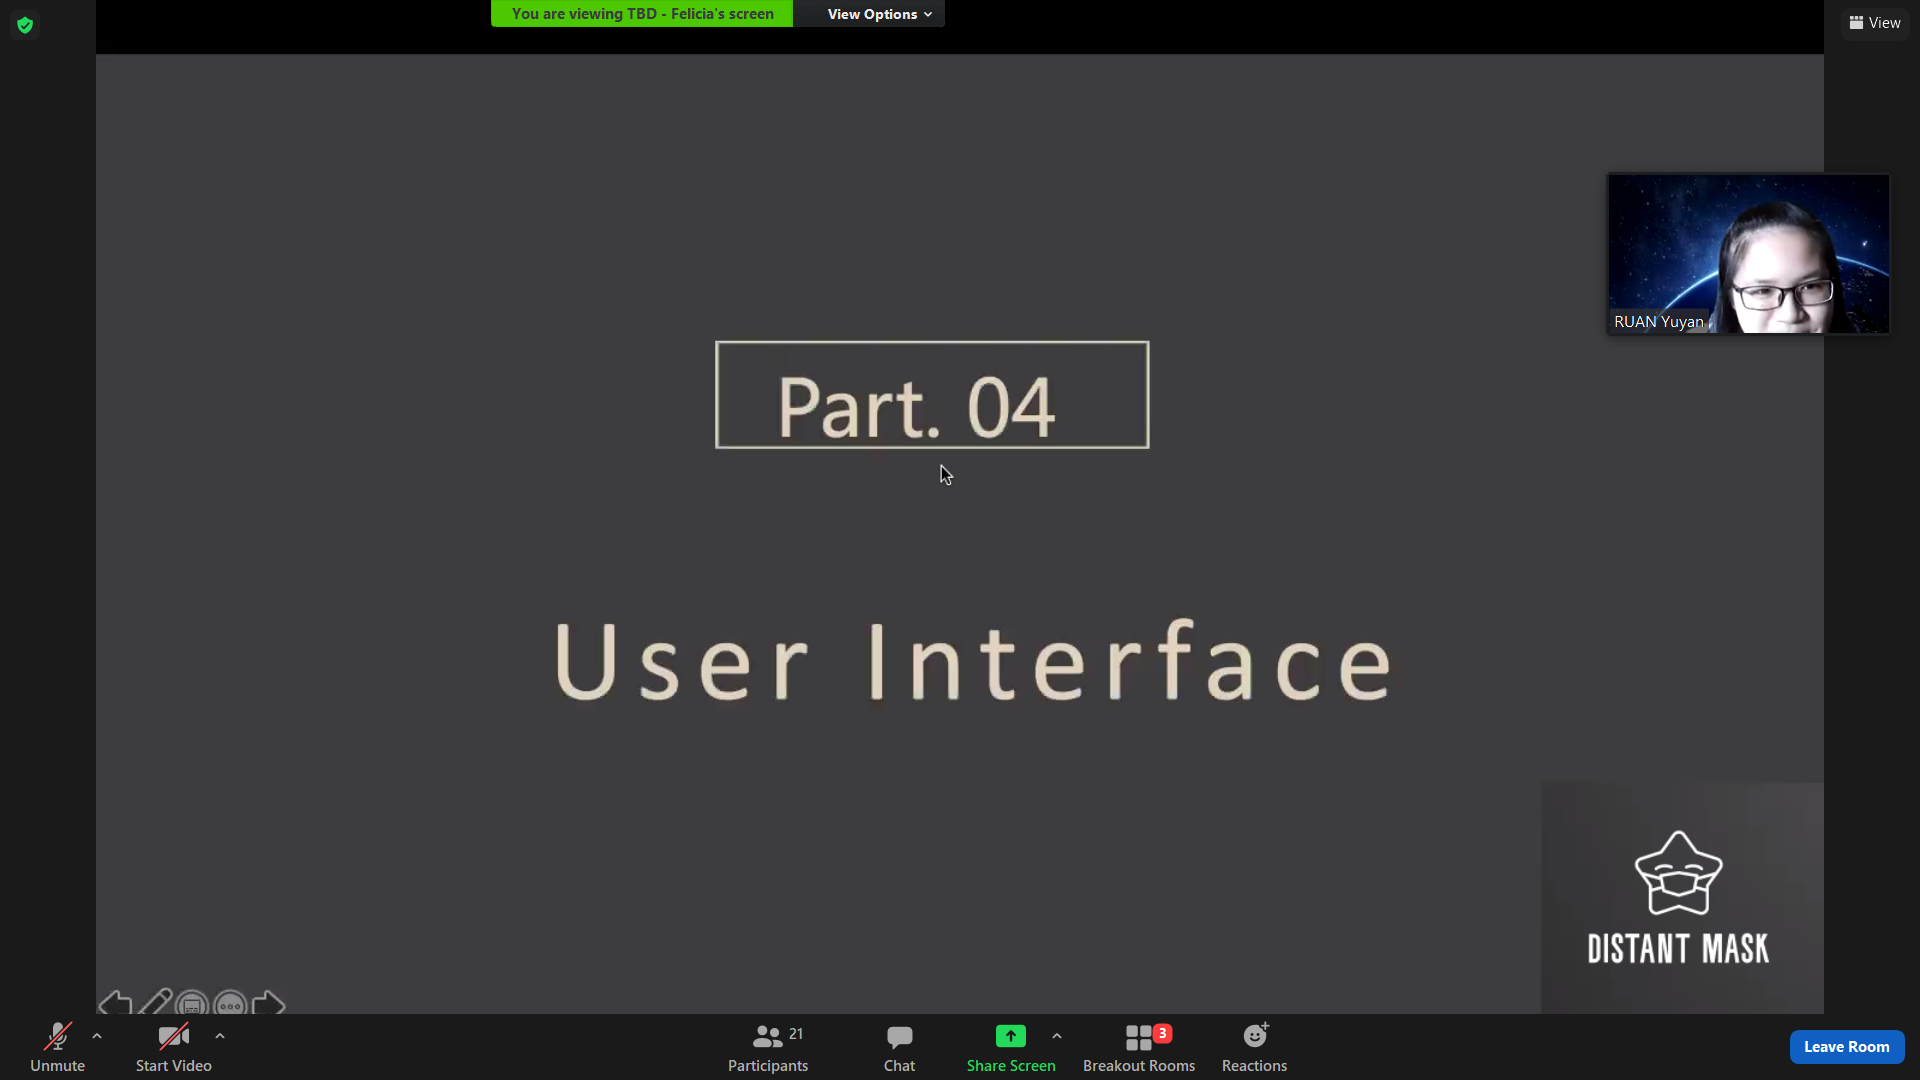 You are viewing TBD - Felicia's screen
View Options
View
RUAN Yuyan
Part. 04
User Interface
DISTANT MASK
Unmute
Start Video
21
Participants
Chat
Share Screen
3
Breakout Rooms
Reactions
Leave Room